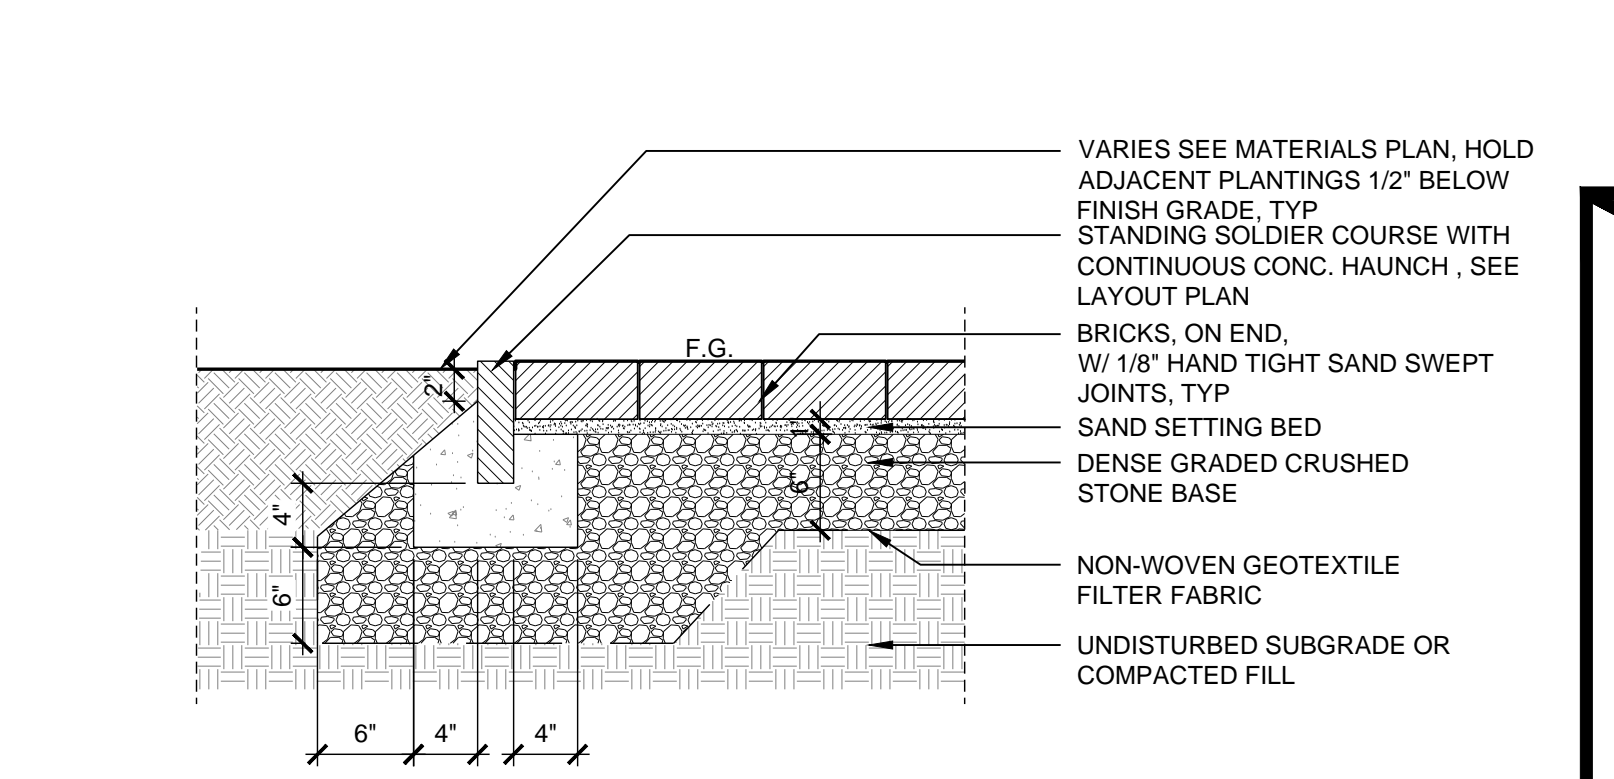 VARIES SEE MATERIALS PLAN, HOLD
ADJACENT PLANTINGS 1/2" BELOW
FINISH GRADE, TYP
STANDING SOLDIER COURSE WITH
CONTINUOUS CONC. HAUNCH , SEE
LAYOUT PLAN
BRICKS, ON END,
W/ 1/8" HAND TIGHT SAND SWEPT
JOINTS, TYP
SAND SETTING BED
DENSE GRADED CRUSHED
STONE BASE
NON-WOVEN GEOTEXTILE
FILTER FABRIC
UNDISTURBED SUBGRADE OR
COMPACTED FILL
F.G.
2"
1"
6"
4"
6"
6"
4"
4"